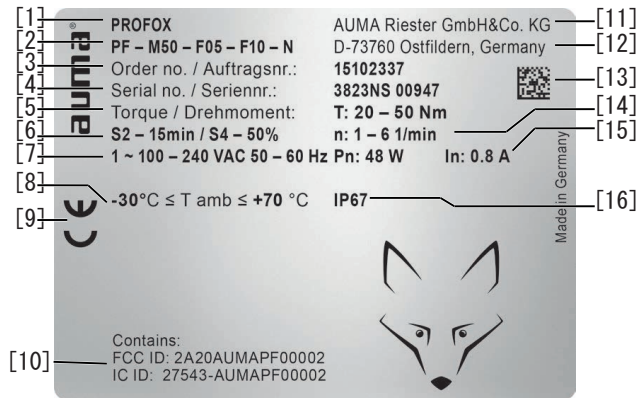 [1] PROFOX AUMA Riester GmbH&Co. KG [11]
[2] PF – M50 – F05 – F10 – N D-73760 Ostfildern, Germany [12]
[3] Order no. / Auftragsnr.: 15102337 [13]
[4] Serial no. / Seriennr.: 3823NS 00947
[5] Torque / Drehmoment: T: 20 – 50 Nm [14]
[6] S2 – 15min / S4 – 50% n: 1 – 6 1/min [15]
[7] 1 ~ 100 – 240 VAC 50 – 60 Hz Pn: 48 W In: 0.8 A
[8] -30°C ≤ T amb ≤ +70 °C IP67 [16]
[9] CE
auma®
Made in Germany
Contains:
[10] FCC ID: 2A20AUMAPF00002
IC ID: 27543-AUMAPF00002